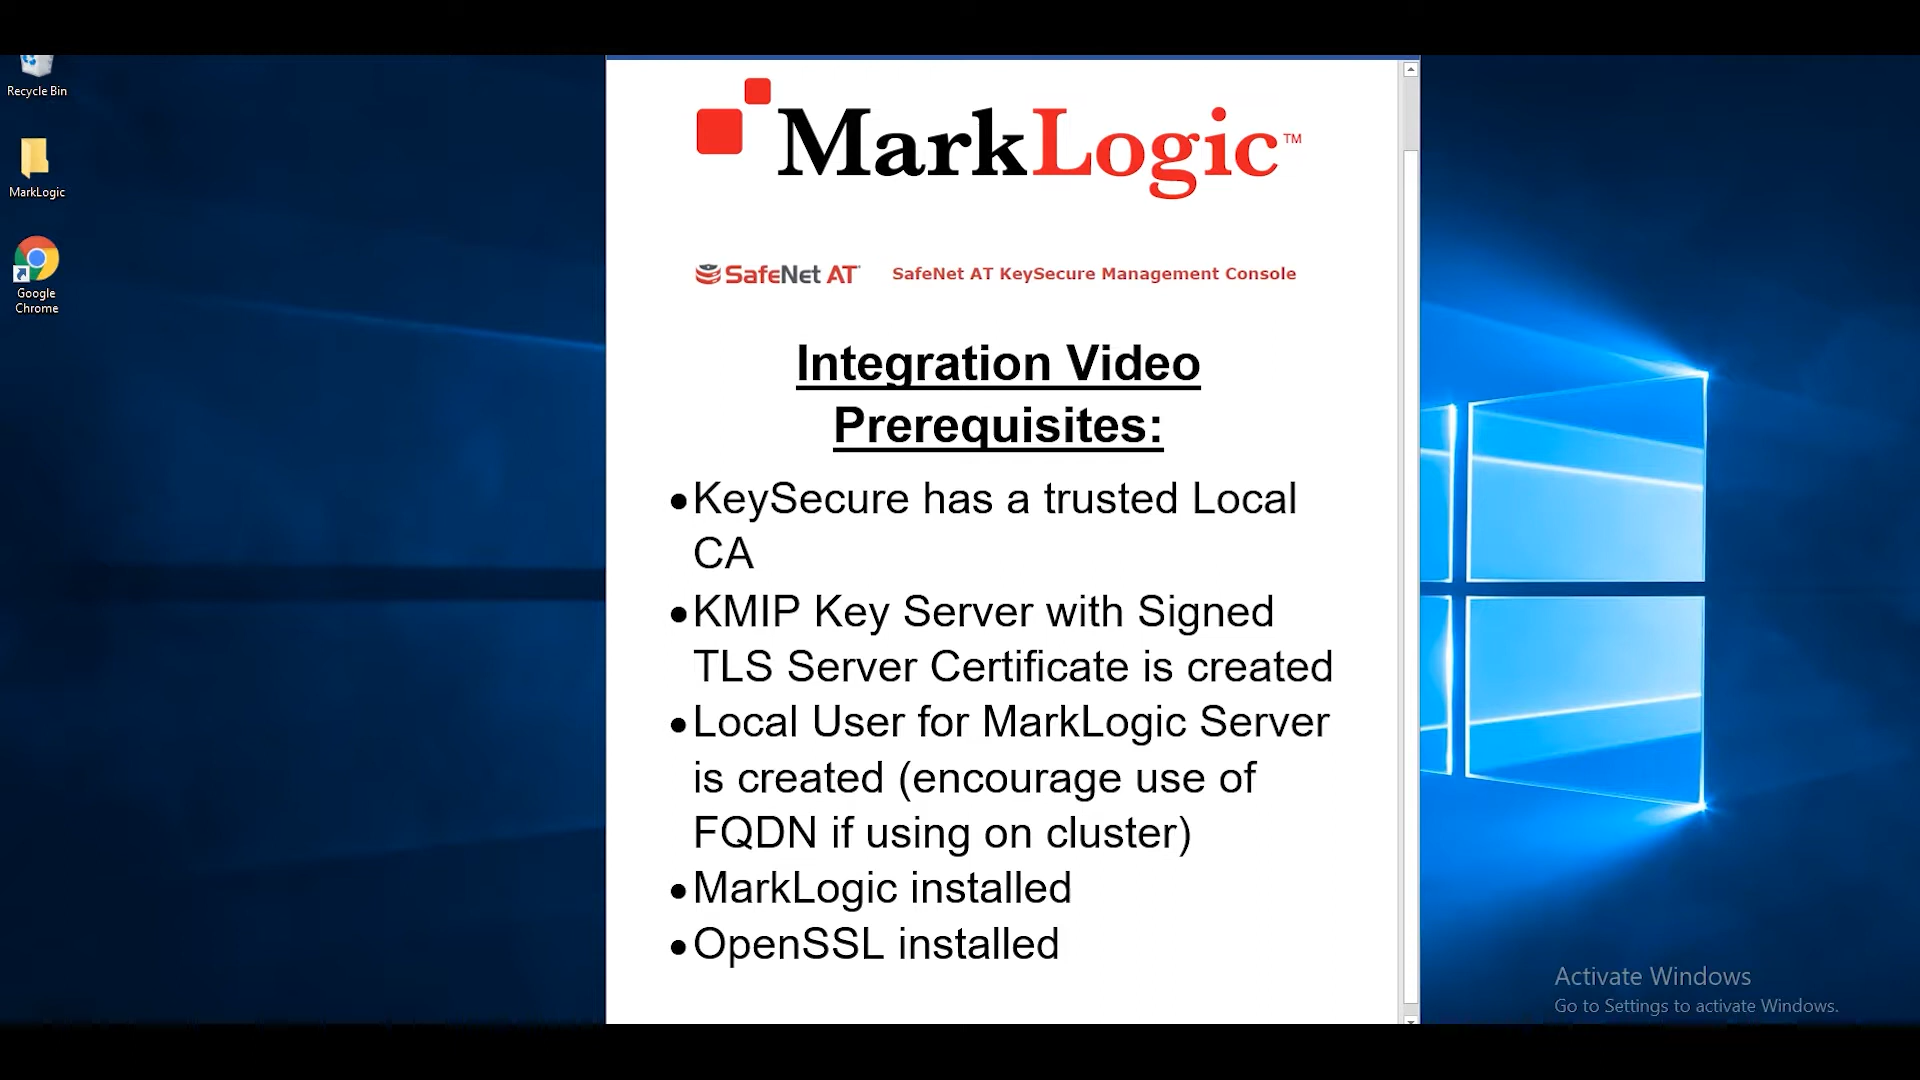 Recycle Bin
MarkLogic
Google
Chrome
MarkLogic™
SafeNet AT
SafeNet AT KeySecure Management Console
Integration Video
Prerequisites:
•KeySecure has a trusted Local
CA
•KMIP Key Server with Signed
TLS Server Certificate is created
•Local User for MarkLogic Server
is created (encourage use of
FQDN if using on cluster)
•MarkLogic installed
•OpenSSL installed
Activate Windows
Go to Settings to activate Windows.